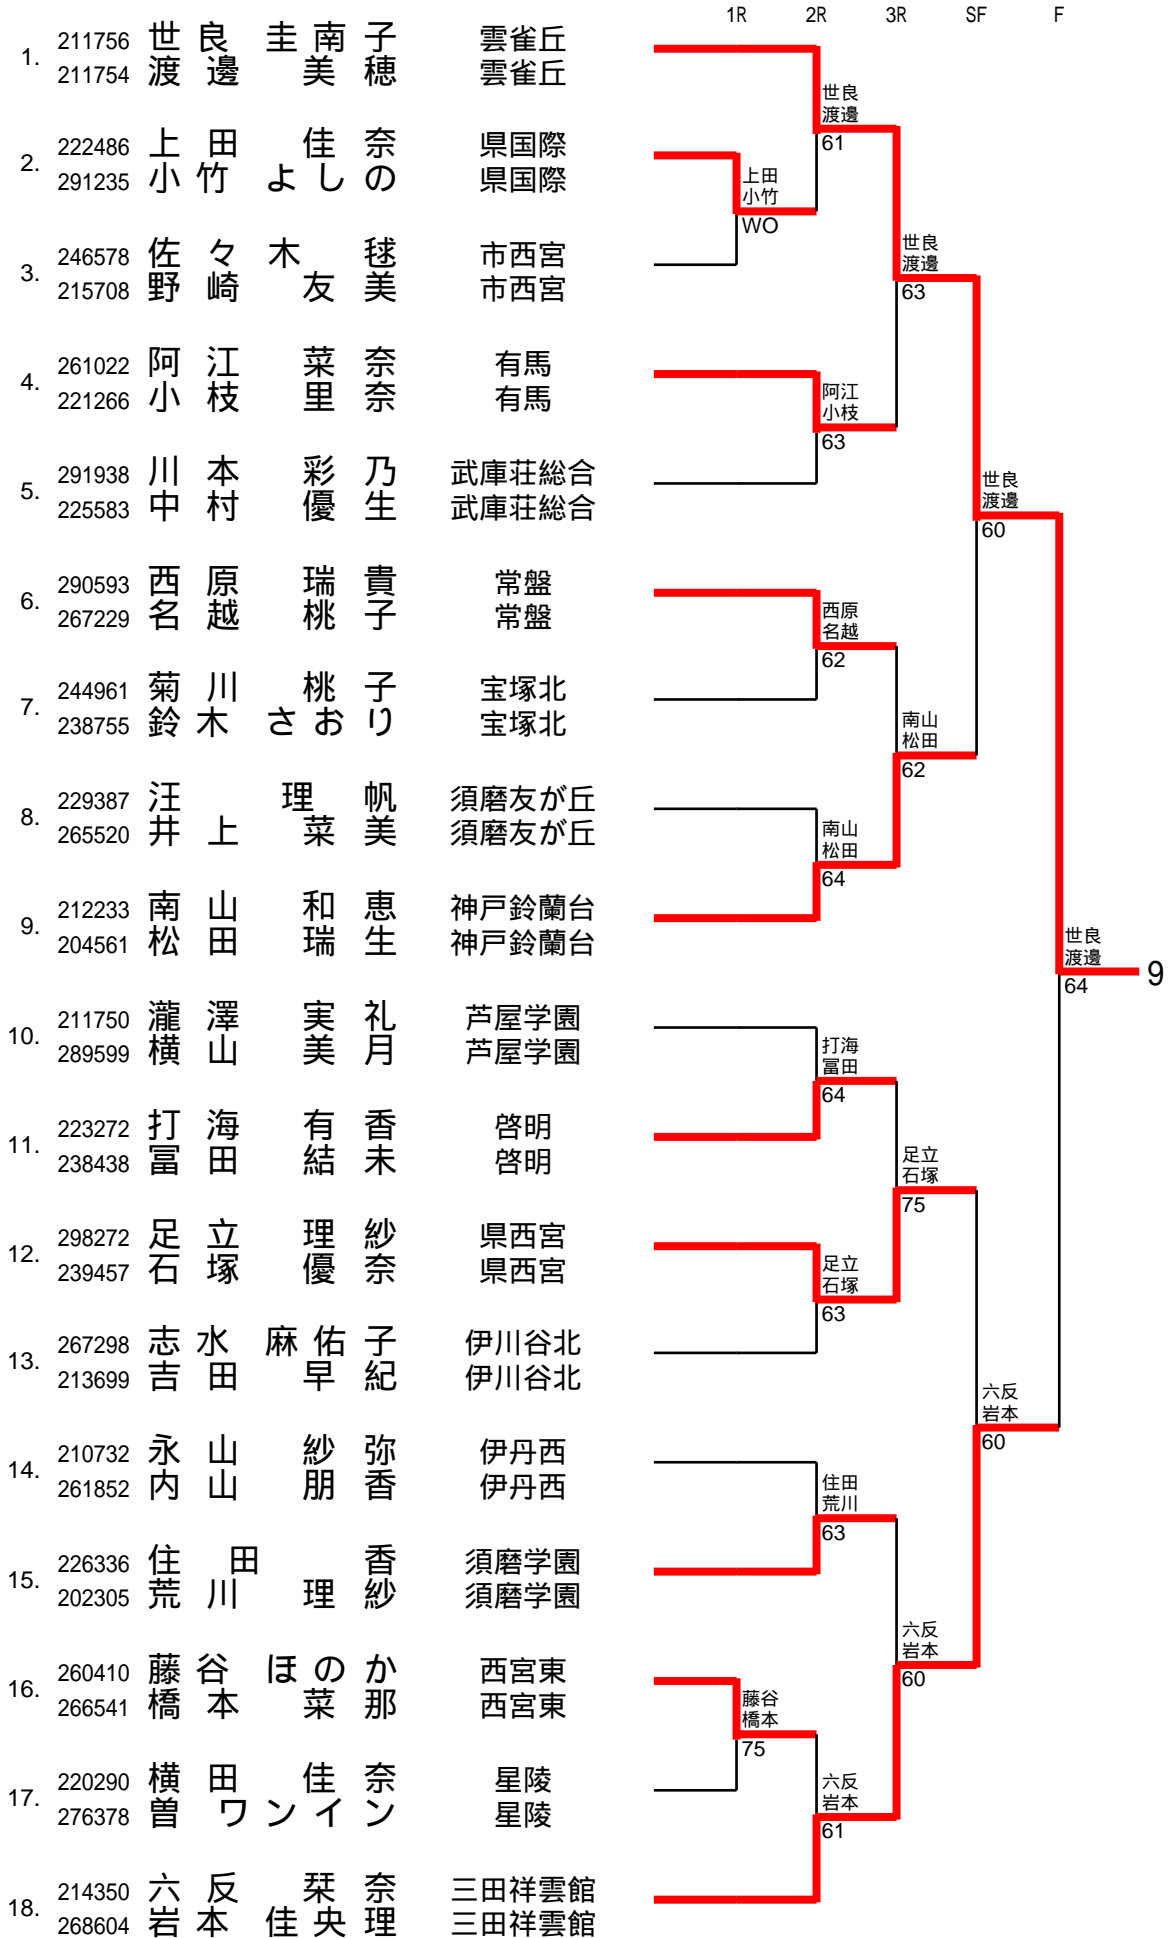 1R 2R 3R SF F
1. 211756 世良 圭南子 雲雀丘
211754 渡邊 美穂 雲雀丘
2. 222486 上田 佳奈 県国際
291235 小竹 よしの 県国際
3. 246578 佐々木 毬 市西宮
215708 野崎 友美 市西宮
4. 261022 阿江 菜奈 有馬
221266 小枝 里奈 有馬
5. 291938 川本 彩乃 武庫荘総合
225583 中村 優生 武庫荘総合
6. 290593 西原 瑞貴 常盤
267229 名越 桃子 常盤
7. 244961 菊川 桃子 宝塚北
238755 鈴木 さおり 宝塚北
8. 229387 汪 理帆 須磨友が丘
265520 井上 菜美 須磨友が丘
9. 212233 南山 和恵 神戸鈴蘭台
204561 松田 瑞生 神戸鈴蘭台
10. 211750 瀧澤 実礼 芦屋学園
289599 横山 美月 芦屋学園
11. 223272 打海 有香 啓明
238438 冨田 結未 啓明
12. 298272 足立 理紗 県西宮
239457 石塚 優奈 県西宮
13. 267298 志水 麻佑子 伊川谷北
213699 吉田 早紀 伊川谷北
14. 210732 永山 紗弥 伊丹西
261852 内山 朋香 伊丹西
15. 226336 住田 香 須磨学園
202305 荒川 理紗 須磨学園
16. 260410 藤谷 ほのか 西宮東
266541 橋本 菜那 西宮東
17. 220290 横田 佳奈 星陵
276378 曽 ワンイン 星陵
18. 214350 六反 栞奈 三田祥雲館
268604 岩本 佳央理 三田祥雲館
上田
小竹
WO
藤谷
橋本
75
世良
渡邊
61
阿江
小枝
63
西原
名越
62
南山
松田
64
打海
冨田
64
足立
石塚
63
住田
荒川
63
六反
岩本
61
世良
渡邊
63
南山
松田
62
足立
石塚
75
六反
岩本
60
世良
渡邊
60
六反
岩本
60
世良
渡邊
64
9